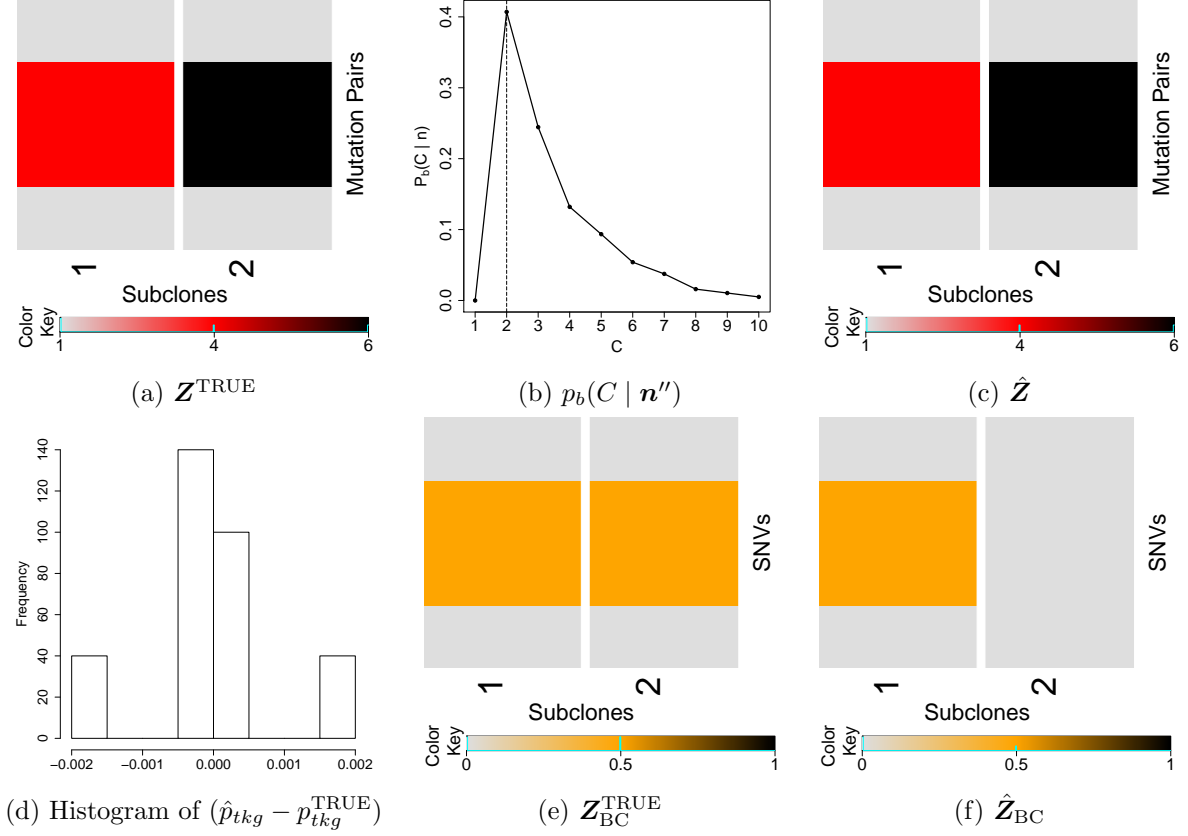 Mutation Pairs
1 2
Subclones
Color Key
1 4 6
(a) Z^TRUE
P_b(C | n)
0.0 0.1 0.2 0.3 0.4
1 2 3 4 5 6 7 8 9 10
C
(b) p_b(C | n′′)
Mutation Pairs
1 2
Subclones
Color Key
1 4 6
(c) Ẑ
Frequency
0 20 40 60 80 100 120 140
−0.002 −0.001 0.000 0.001 0.002
(d) Histogram of (p̂_tkg − p_tkg^TRUE)
SNVs
1 2
Subclones
Color Key
0 0.5 1
(e) Z_BC^TRUE
SNVs
1 2
Subclones
Color Key
0 0.5 1
(f) Ẑ_BC